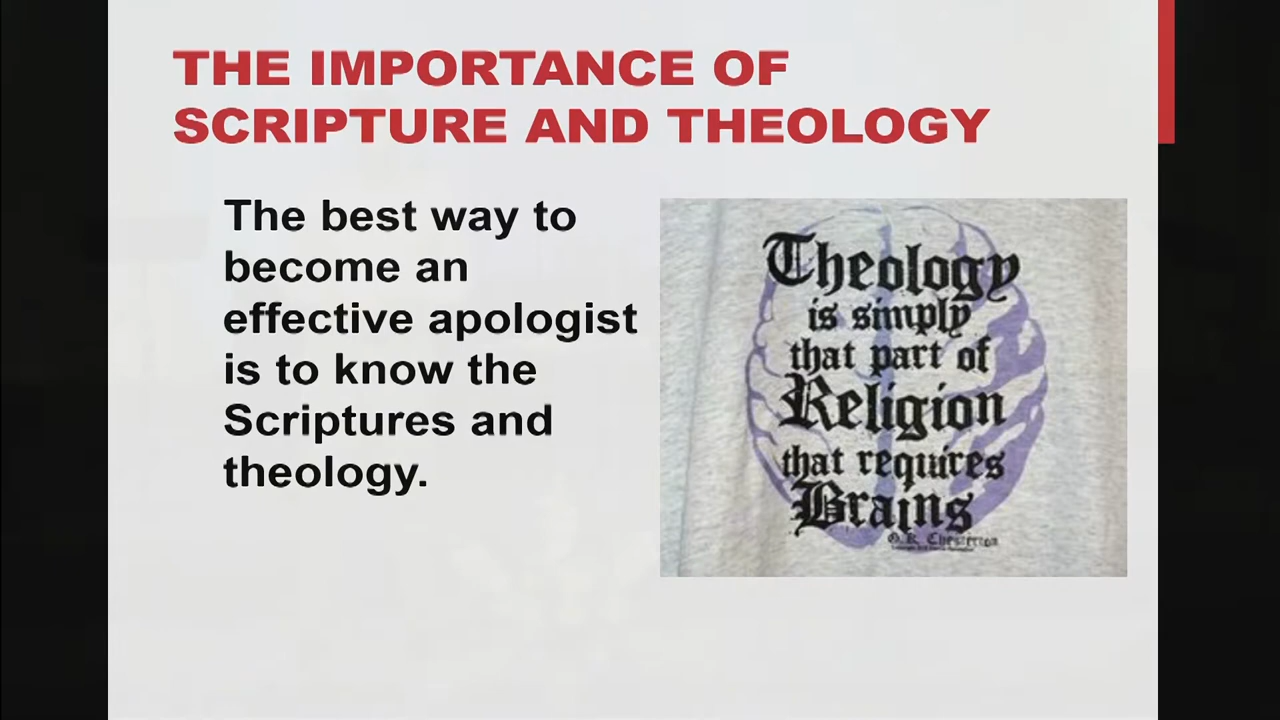 THE IMPORTANCE OF
SCRIPTURE AND THEOLOGY
The best way to
become an
effective apologist
is to know the
Scriptures and
theology.
Theology
is simply
that part of
Religion
that requires
Brains
G.K. Chesterton